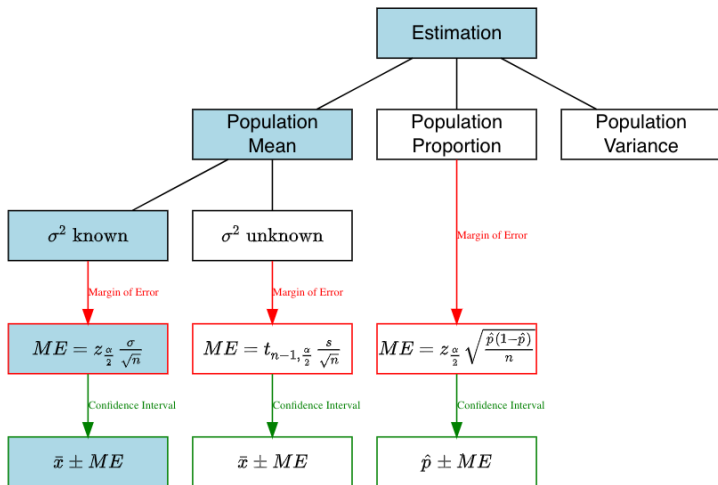 Estimation
Population
Mean
Population
Proportion
Population
Variance
σ² known
σ² unknown
Margin of Error
Margin of Error
Margin of Error
ME = z_{α/2} σ/√n
ME = t_{n−1, α/2} s/√n
ME = z_{α/2} √(p̂(1−p̂)/n)
Confidence Interval
Confidence Interval
Confidence Interval
x̄ ± ME
x̄ ± ME
p̂ ± ME